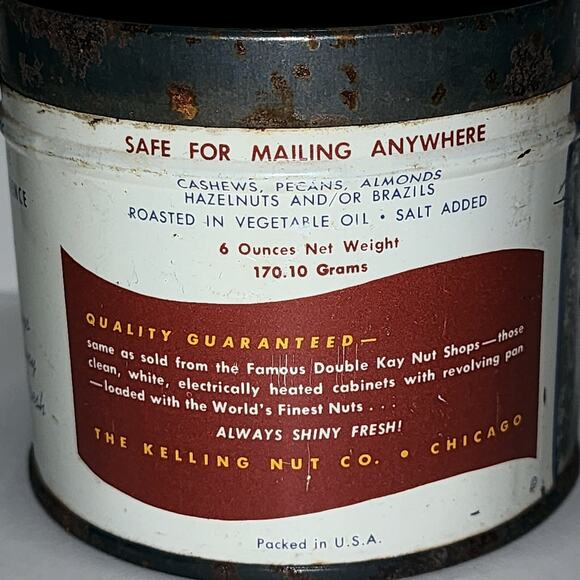 SAFE FOR MAILING ANYWHERE
CASHEWS, PECANS, ALMONDS
HAZELNUTS AND/OR BRAZILS
ROASTED IN VEGETABLE OIL • SALT ADDED
6 Ounces Net Weight
170.10 Grams
QUALITY GUARANTEED—
same as sold from the Famous Double Kay Nut Shops—those
clean, white, electrically heated cabinets with revolving pan
—loaded with the World's Finest Nuts . . .
ALWAYS SHINY FRESH!
THE KELLING NUT CO. • CHICAGO
Packed in U.S.A.